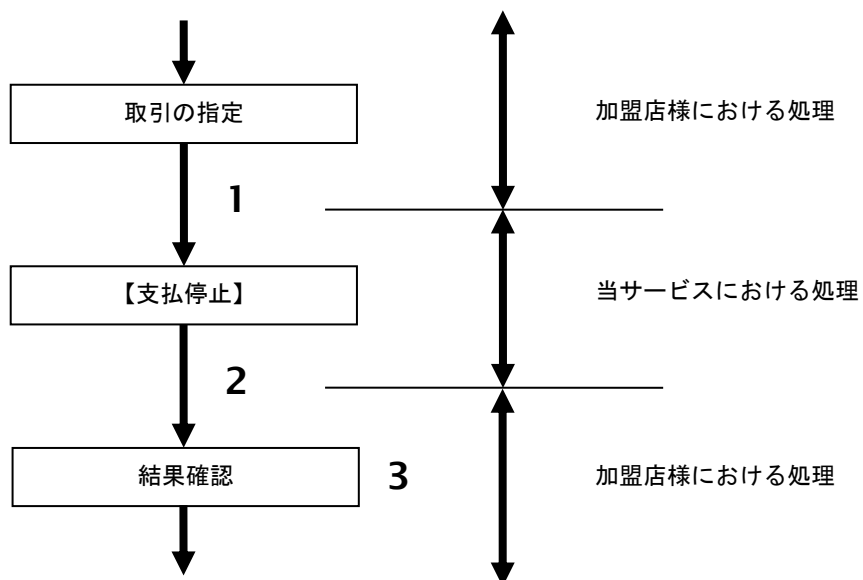 取引の指定
加盟店様における処理
1
【支払停止】
当サービスにおける処理
2
結果確認
3
加盟店様における処理